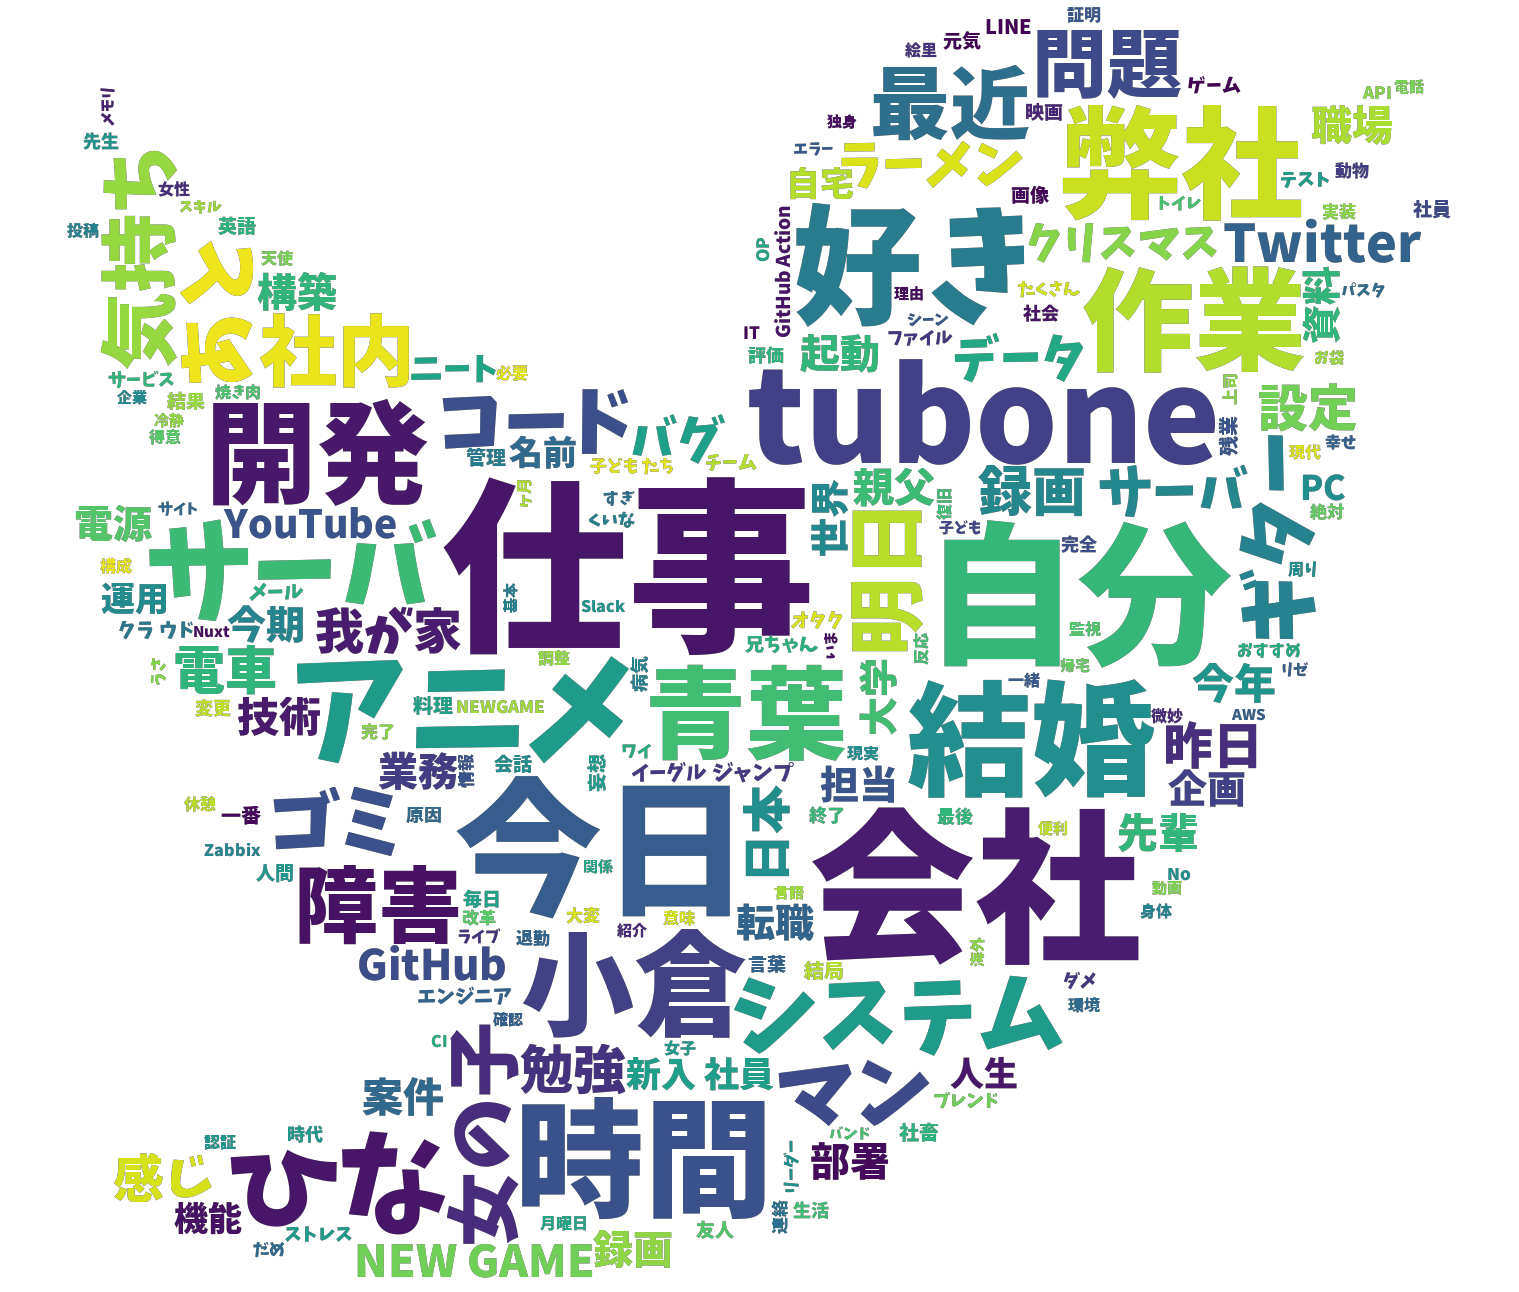 証明
LINE
元気
絵里
問題
最近
ゲーム
API
電話
メモリ
映画
弊社
職場
独身
先生
エラー
ラーメン
気持ち
女性
自宅
テスト
動物
画像
スキル
トイレ
実装
社員
投稿
英語
GitHub Action
好き
クリスマス
Twitter
OP
天使
構築
理由
たくさん
作業
資料
パスタ
あと
社内
シーン
社会
IT
ファイル
評価
起動
データ
お袋
ニート
必要
サービス
企業
焼き肉
tubone
上司
結果
開発
コード
設定
冷静
得意
バグ
残業
幸せ
管理
名前
子どもたち
チーム
現代
親父
録画
サーバ
ギター
PC
ヶ月
仕事
すぎ
世界
復旧
絶対
電源
サイト
YouTube
くいな
明日
子ども
自分
完全
サーバ
構成
周り
運用
メール
基本
Slack
クラウド
Nuxt
今期
我が家
オタク
監視
兄ちゃん
いほ
反応
おすすめ
電車
アニメ
調整
病気
青葉
大学
帰宅
今年
リゼ
一緒
変更
技術
料理
NEWGAME
結婚
微妙
AWS
完了
昨日
ワイ
現実
業務
情報
会話
妄想
イーグルジャンプ
担当
企画
休憩
一番
ゴミ
原因
今日
日本
終了
会社
最後
便利
先輩
Zabbix
人間
障害
関係
No
毎日
言語
動画
改革
大変
意味
転職
身体
ライブ
退勤
紹介
小倉
GitHub
言葉
結局
海外
ダメ
エンジニア
システム
環境
確認
CI
女の子
女子
勉強
新入社員
マン
人生
案件
ブレンド
時間
認証
時代
バンド
社畜
ひな
部署
感じ
リーダー
機能
月曜日
連絡
生活
ストレス
友人
だめ
NEW GAME
録画